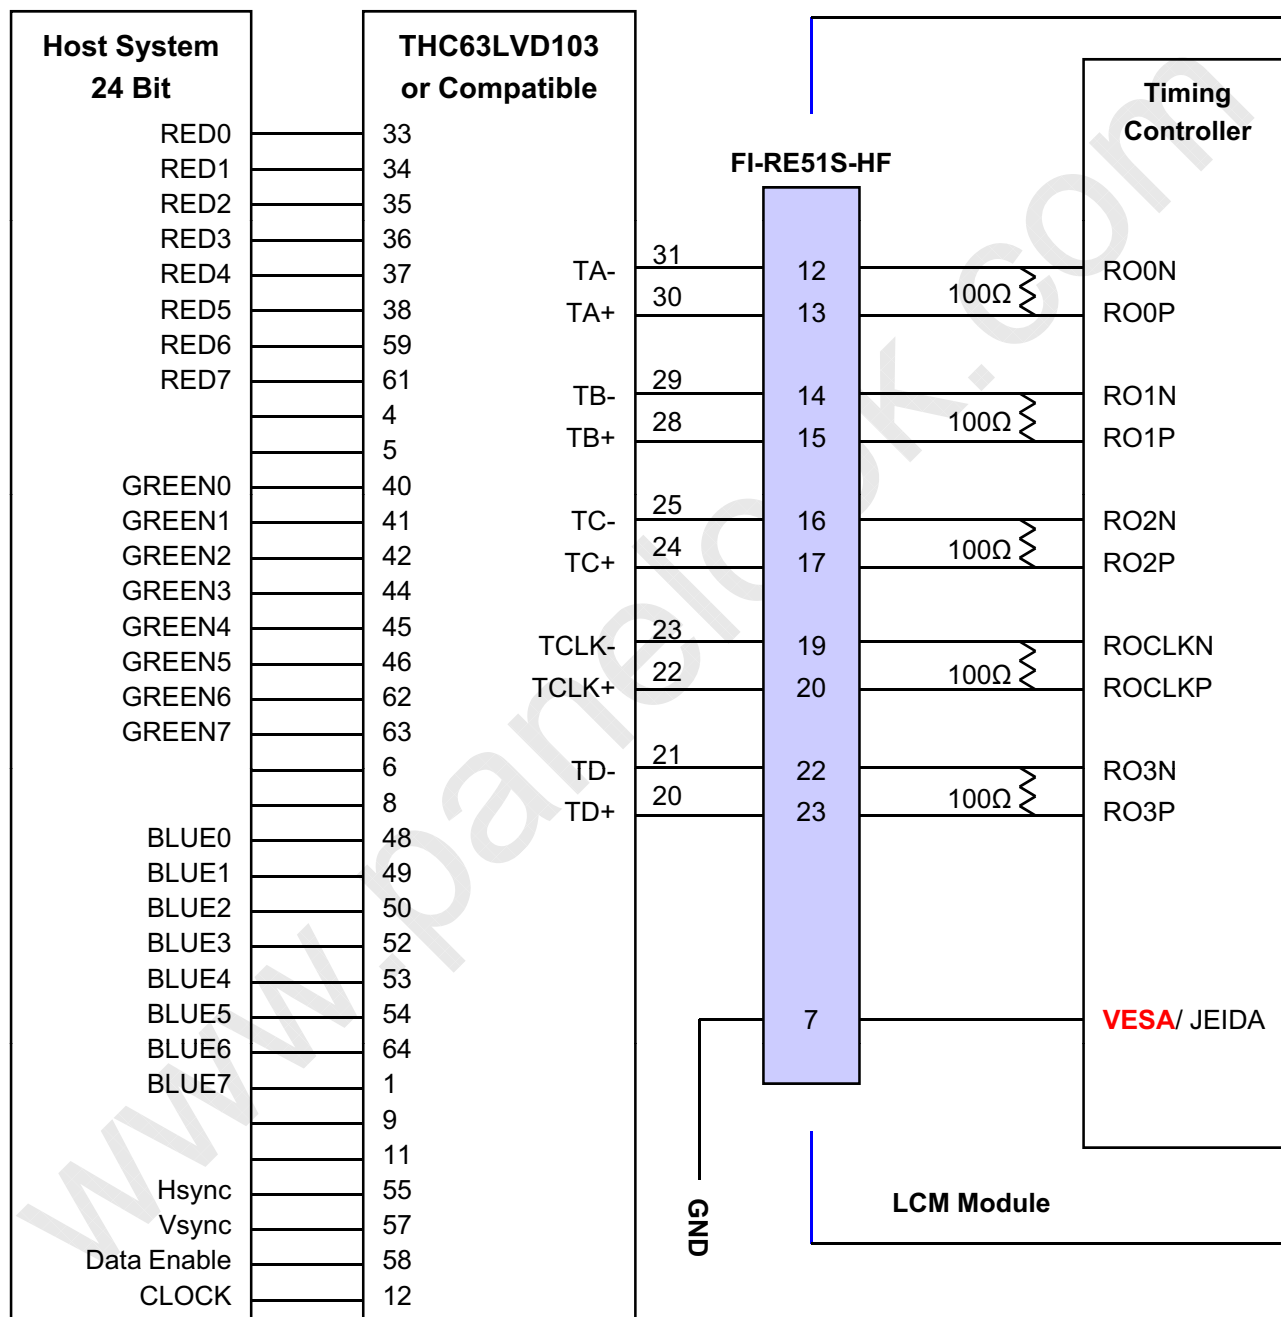 Host System
24 Bit
RED0
RED1
RED2
RED3
RED4
RED5
RED6
RED7
GREEN0
GREEN1
GREEN2
GREEN3
GREEN4
GREEN5
GREEN6
GREEN7
BLUE0
BLUE1
BLUE2
BLUE3
BLUE4
BLUE5
BLUE6
BLUE7
Hsync
Vsync
Data Enable
CLOCK
THC63LVD103
or Compatible
33
34
35
36
37
38
59
61
4
5
40
41
42
44
45
46
62
63
6
8
48
49
50
52
53
54
64
1
9
11
55
57
58
12
TA-
TA+
TB-
TB+
TC-
TC+
TCLK-
TCLK+
TD-
TD+
31
30
29
28
25
24
23
22
21
20
FI-RE51S-HF
12
13
14
15
16
17
19
20
22
23
7
GND
100Ω
100Ω
100Ω
100Ω
100Ω
Timing
Controller
RO0N
RO0P
RO1N
RO1P
RO2N
RO2P
ROCLKN
ROCLKP
RO3N
RO3P
VESA/ JEIDA
LCM Module
www.panelook.com